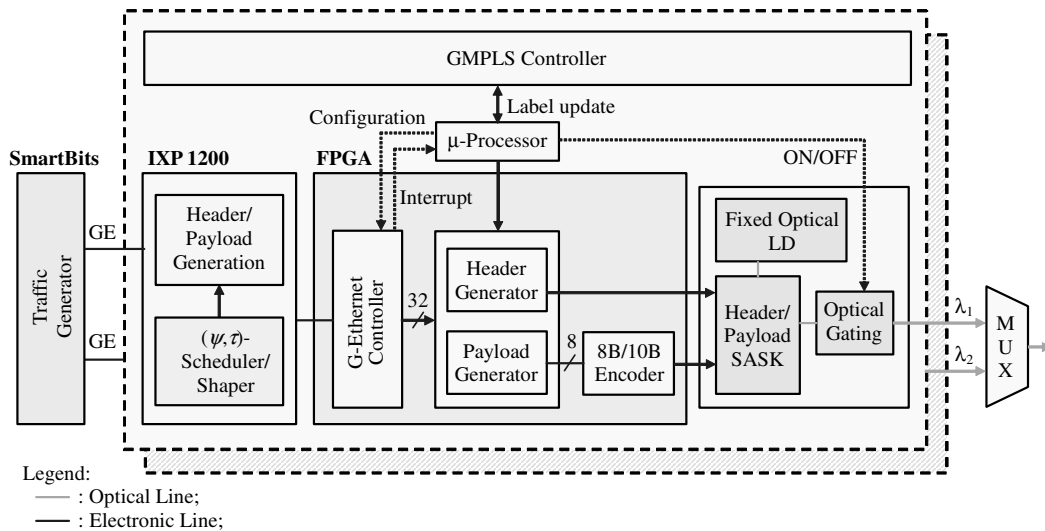 GMPLS Controller
Label update
Configuration
μ-Processor
ON/OFF
SmartBits
IXP 1200
FPGA
Interrupt
GE
GE
Traffic
Generator
Header/
Payload
Generation
(ψ,τ)-
Scheduler/
Shaper
G-Ethernet
Controller
32
Header
Generator
Payload
Generator
8
8B/10B
Encoder
Fixed Optical
LD
Header/
Payload
SASK
Optical
Gating
λ1
λ2
M
U
X
Legend:
: Optical Line;
: Electronic Line;